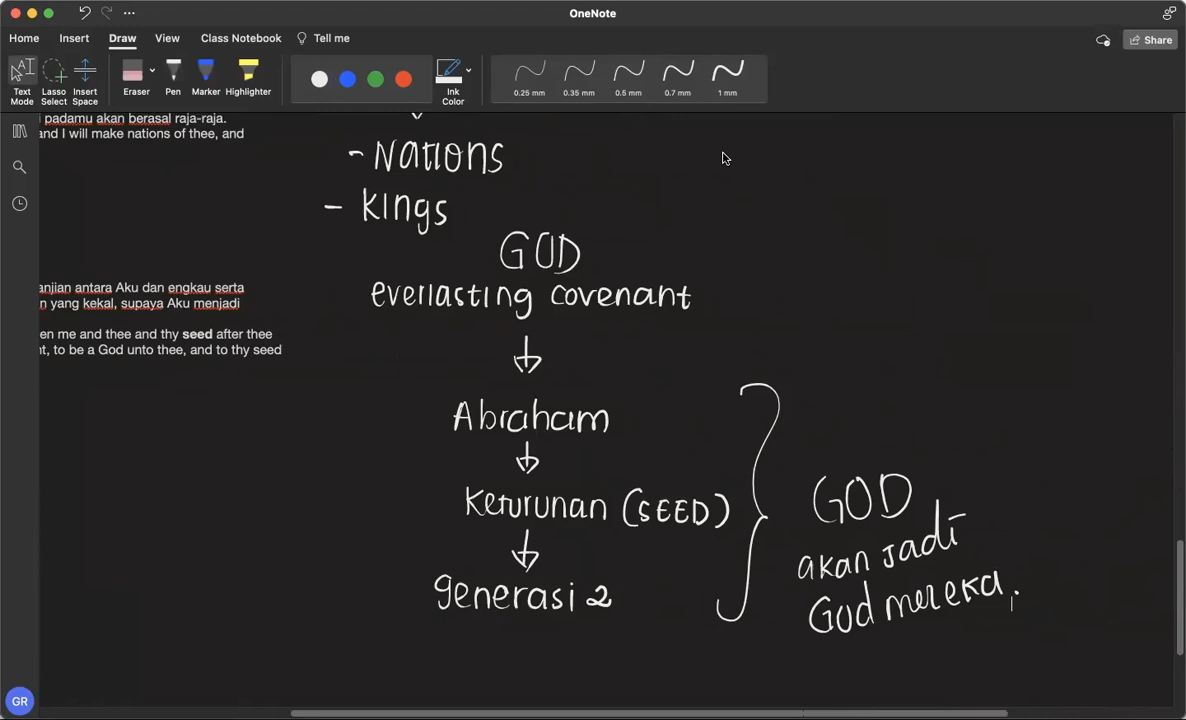 OneNote
Home Insert Draw View Class Notebook Tell me
Share
Text Mode
Lasso Select
Insert Space
Eraser
Pen
Marker
Highlighter
Ink Color
0.25 mm 0.35 mm 0.5 mm 0.7 mm 1 mm
i padamu akan berasal raja-raja.
and I will make nations of thee, and
- Nations
- Kings
GOD
anjian antara Aku dan engkau serta
everlasting covenant
n yang kekal, supaya Aku menjadi
en me and thee and thy seed after thee
nt, to be a God unto thee, and to thy seed
Abraham
Keturunan (SEED)
GOD
akan jadi
generasi 2
God mereka.
GR